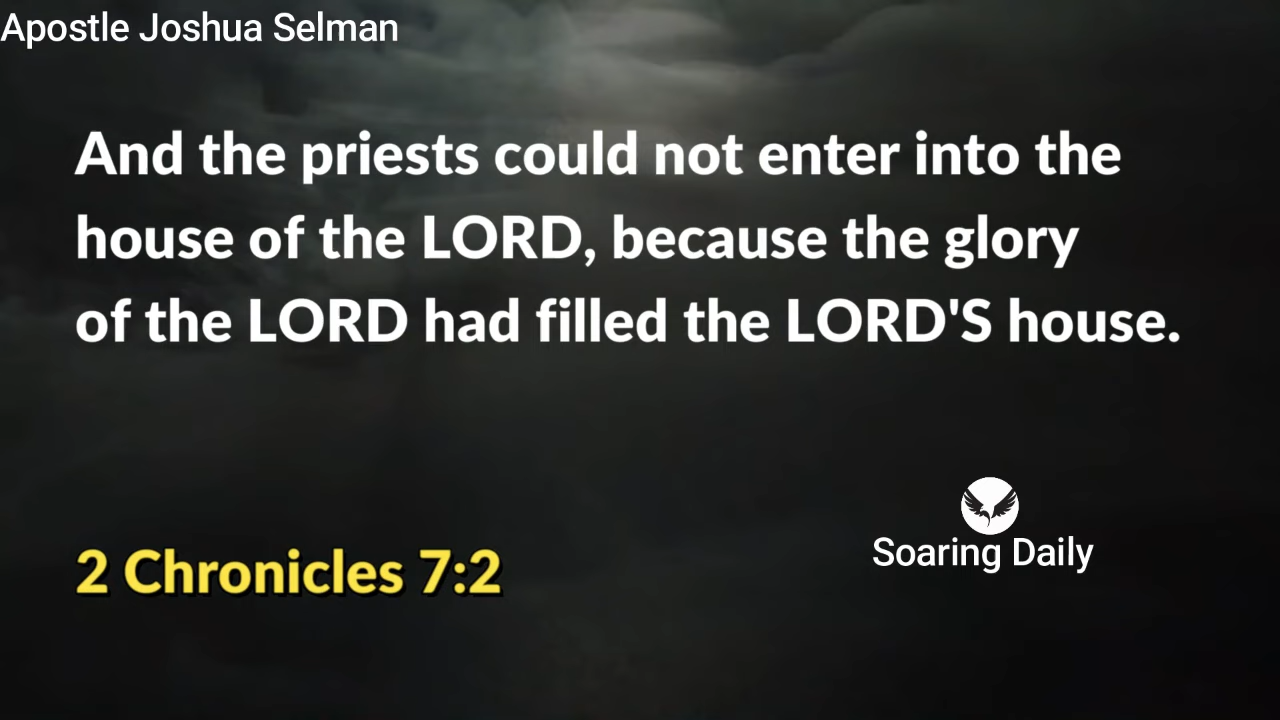 Apostle Joshua Selman
And the priests could not enter into the
house of the LORD, because the glory
of the LORD had filled the LORD'S house.
2 Chronicles 7:2
Soaring Daily